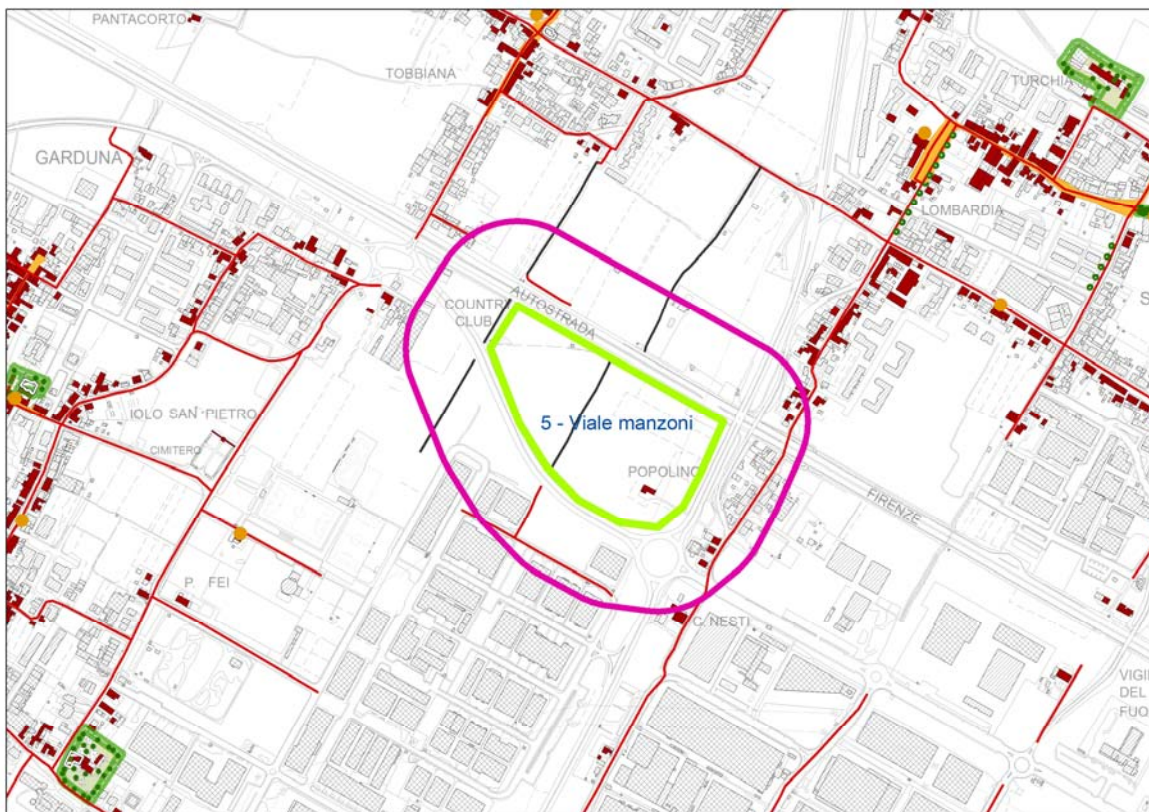 PANTACORTO
TOBBIANA
TURCHIA
GARDUNA
LOMBARDIA
S
COUNTRY
CLUB
AUTOSTRADA
IOLO SAN PIETRO
5 - Viale manzoni
CIMITERO
POPOLINO
FIRENZE
P. FEI
C. NESTI
VIGI
DEL
FUO